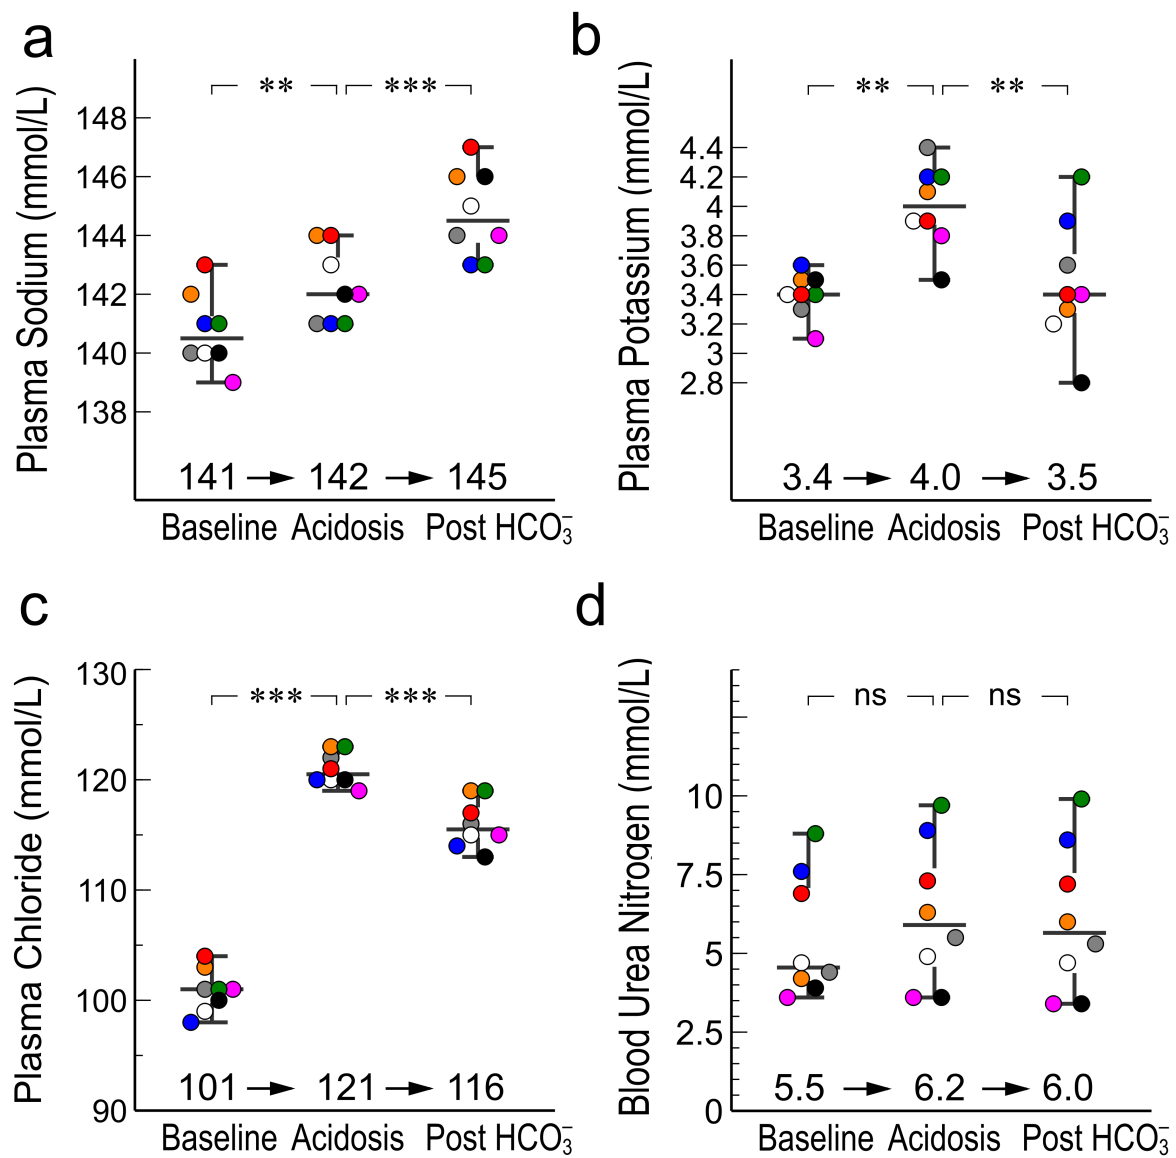 a
** ***
Plasma Sodium (mmol/L)
148
146
144
142
140
138
141 142 145
Baseline Acidosis Post HCO₃⁻
b
** **
Plasma Potassium (mmol/L)
4.4
4.2
4
3.8
3.6
3.4
3.2
3
2.8
3.4 4.0 3.5
Baseline Acidosis Post HCO₃⁻
c
*** ***
Plasma Chloride (mmol/L)
130
120
110
100
90
101 121 116
Baseline Acidosis Post HCO₃⁻
d
ns ns
Blood Urea Nitrogen (mmol/L)
10
7.5
5
2.5
0
5.5 6.2 6.0
Baseline Acidosis Post HCO₃⁻